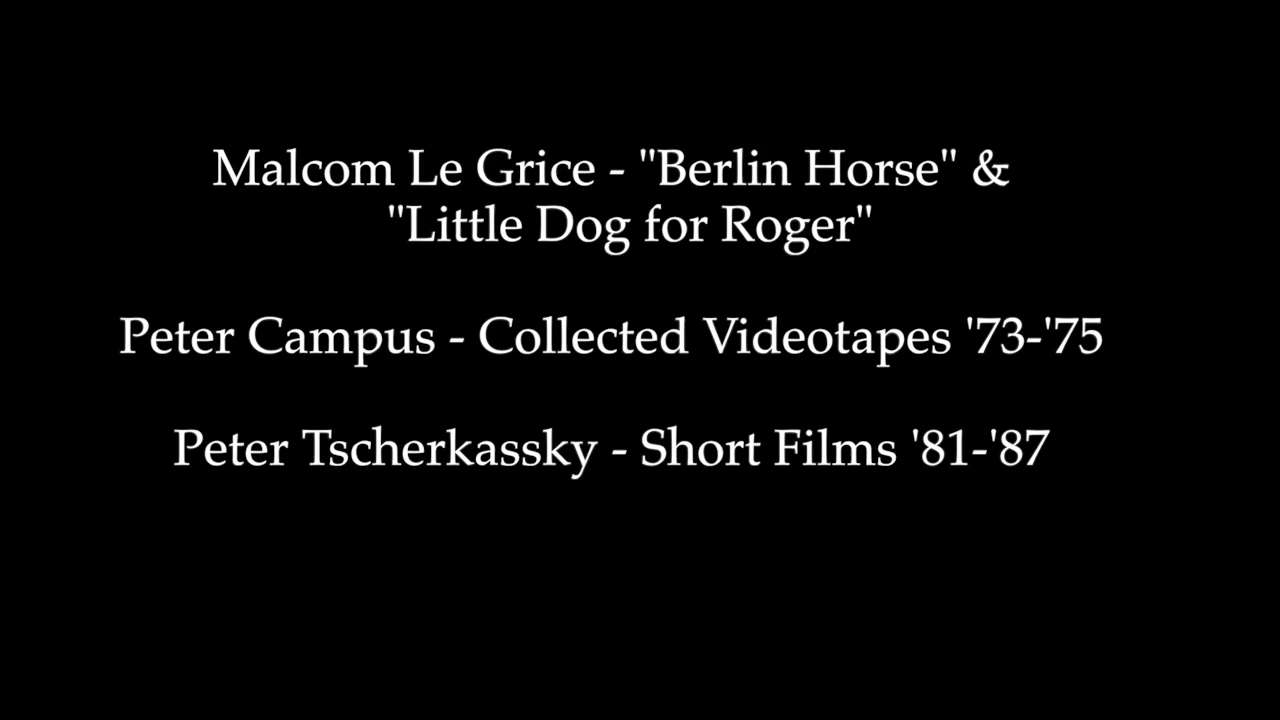 Malcom Le Grice - "Berlin Horse" &
"Little Dog for Roger"
Peter Campus - Collected Videotapes '73-'75
Peter Tscherkassky - Short Films '81-'87